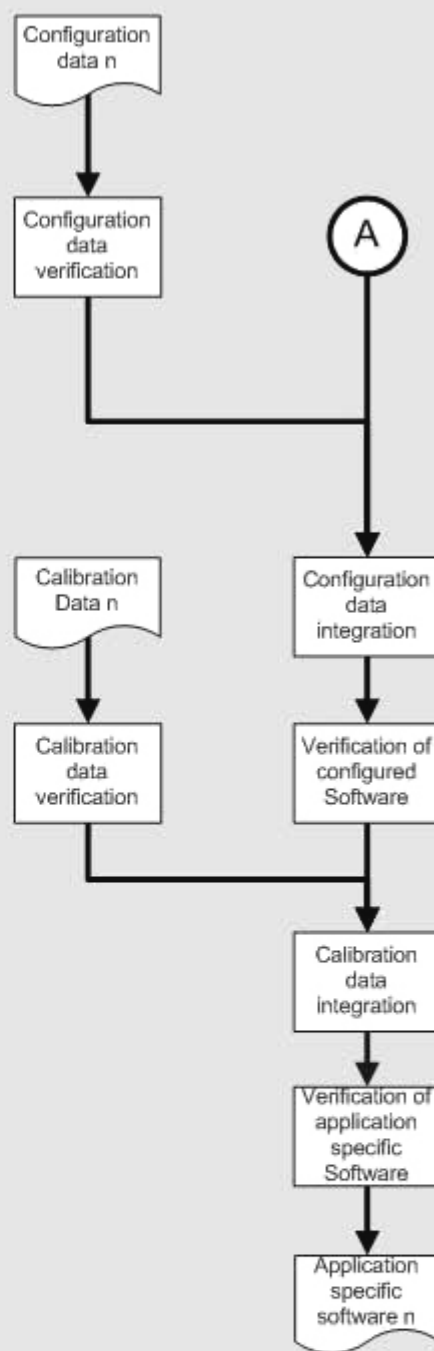 Configuration
data n
Configuration
data
verification
A
Calibration
Data n
Configuration
data
integration
Calibration
data
verification
Verification of
configured
Software
Calibration
data
integration
Verification of
application
specific
Software
Application
specific
software n